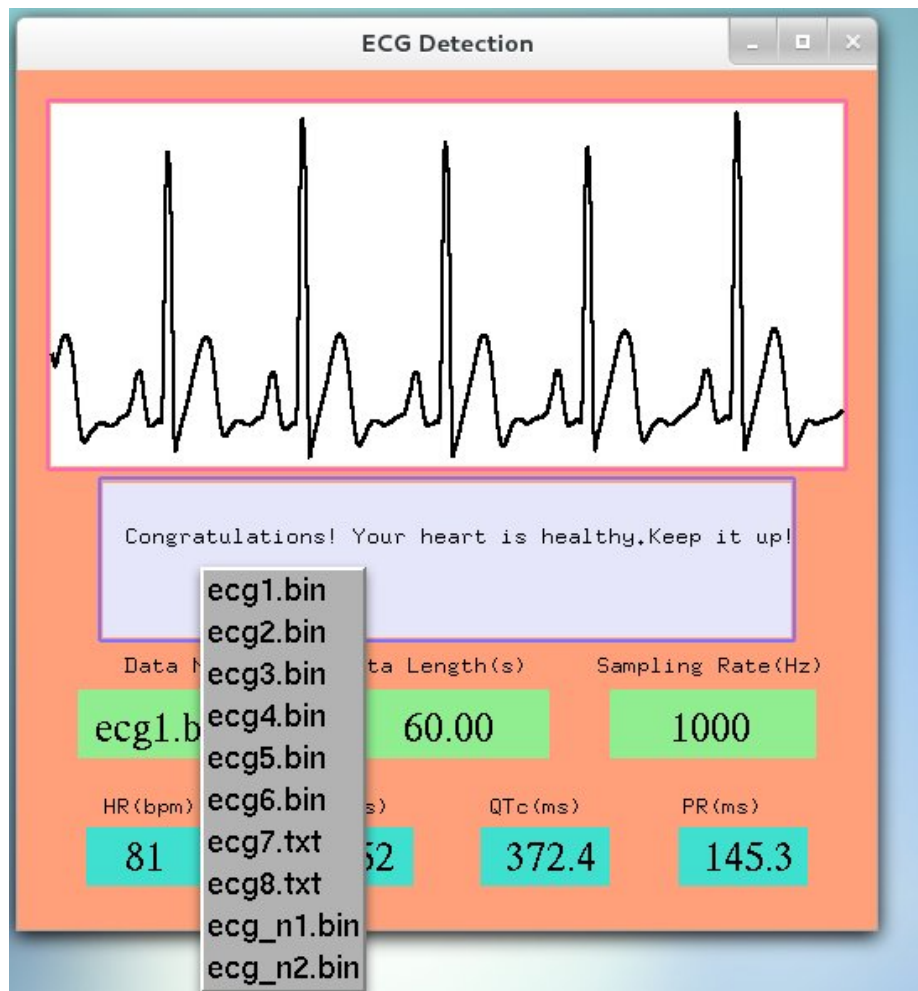 ECG Detection
Congratulations! Your heart is healthy.Keep it up!
ecg1.bin
ecg2.bin
ecg3.bin
ecg4.bin
ecg5.bin
ecg6.bin
ecg7.txt
ecg8.txt
ecg_n1.bin
ecg_n2.bin
Data Length(s) Sampling Rate(Hz)
60.00 1000
HR(bpm) QTc(ms) PR(ms)
81 372.4 145.3